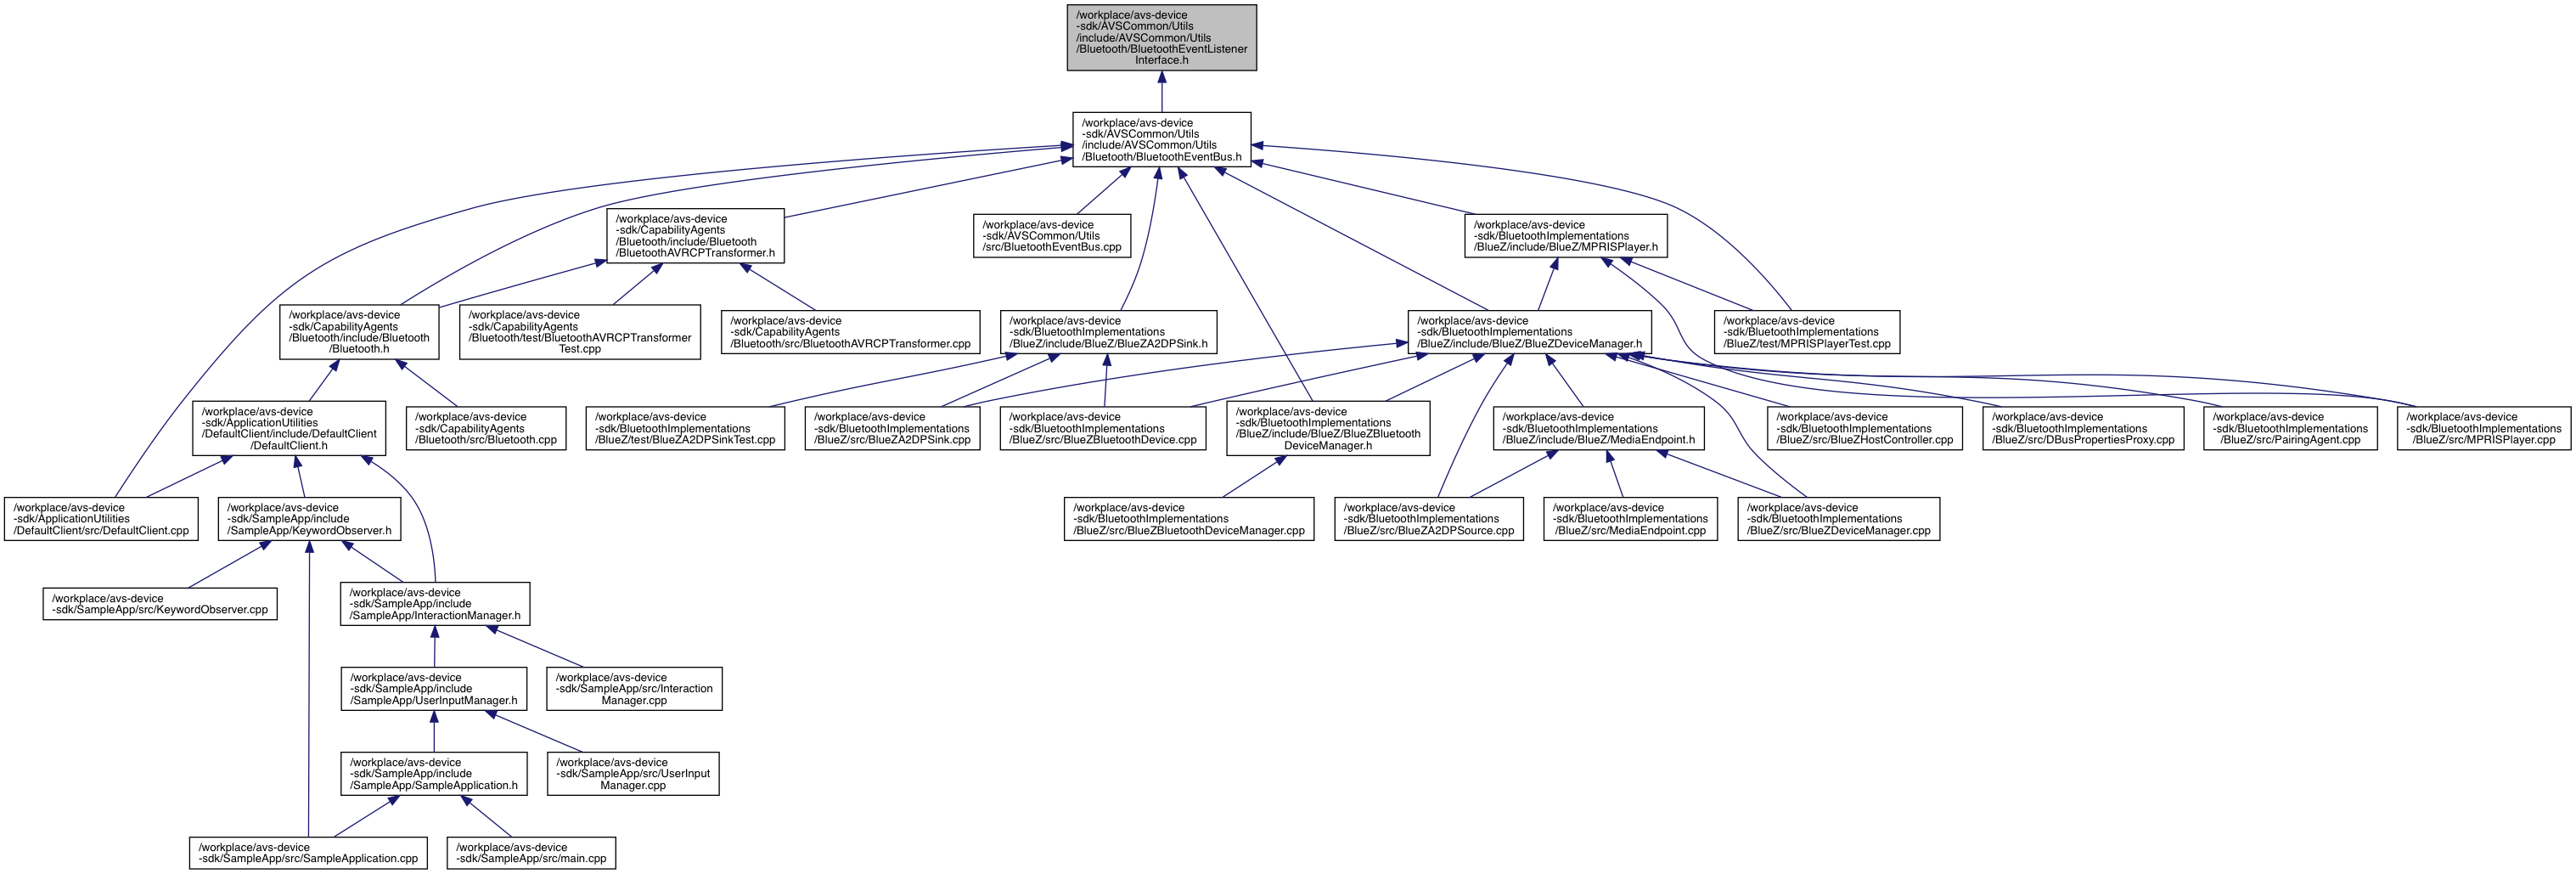 /workplace/avs-device
-sdk/AVSCommon/Utils
/include/AVSCommon/Utils
/Bluetooth/BluetoothEventListener
Interface.h
/workplace/avs-device
-sdk/AVSCommon/Utils
/include/AVSCommon/Utils
/Bluetooth/BluetoothEventBus.h
/workplace/avs-device
-sdk/CapabilityAgents
/Bluetooth/include/Bluetooth
/BluetoothAVRCPTransformer.h
/workplace/avs-device
-sdk/AVSCommon/Utils
/src/BluetoothEventBus.cpp
/workplace/avs-device
-sdk/BluetoothImplementations
/BlueZ/include/BlueZ/MPRISPlayer.h
/workplace/avs-device
-sdk/CapabilityAgents
/Bluetooth/include/Bluetooth
/Bluetooth.h
/workplace/avs-device
-sdk/CapabilityAgents
/Bluetooth/test/BluetoothAVRCPTransformer
Test.cpp
/workplace/avs-device
-sdk/CapabilityAgents
/Bluetooth/src/BluetoothAVRCPTransformer.cpp
/workplace/avs-device
-sdk/BluetoothImplementations
/BlueZ/include/BlueZ/BlueZA2DPSink.h
/workplace/avs-device
-sdk/BluetoothImplementations
/BlueZ/include/BlueZ/BlueZDeviceManager.h
/workplace/avs-device
-sdk/BluetoothImplementations
/BlueZ/test/MPRISPlayerTest.cpp
/workplace/avs-device
-sdk/ApplicationUtilities
/DefaultClient/include/DefaultClient
/DefaultClient.h
/workplace/avs-device
-sdk/CapabilityAgents
/Bluetooth/src/Bluetooth.cpp
/workplace/avs-device
-sdk/BluetoothImplementations
/BlueZ/test/BlueZA2DPSinkTest.cpp
/workplace/avs-device
-sdk/BluetoothImplementations
/BlueZ/src/BlueZA2DPSink.cpp
/workplace/avs-device
-sdk/BluetoothImplementations
/BlueZ/src/BlueZBluetoothDevice.cpp
/workplace/avs-device
-sdk/BluetoothImplementations
/BlueZ/include/BlueZ/BlueZBluetooth
DeviceManager.h
/workplace/avs-device
-sdk/BluetoothImplementations
/BlueZ/include/BlueZ/MediaEndpoint.h
/workplace/avs-device
-sdk/BluetoothImplementations
/BlueZ/src/BlueZHostController.cpp
/workplace/avs-device
-sdk/BluetoothImplementations
/BlueZ/src/DBusPropertiesProxy.cpp
/workplace/avs-device
-sdk/BluetoothImplementations
/BlueZ/src/PairingAgent.cpp
/workplace/avs-device
-sdk/BluetoothImplementations
/BlueZ/src/MPRISPlayer.cpp
/workplace/avs-device
-sdk/ApplicationUtilities
/DefaultClient/src/DefaultClient.cpp
/workplace/avs-device
-sdk/SampleApp/include
/SampleApp/KeywordObserver.h
/workplace/avs-device
-sdk/BluetoothImplementations
/BlueZ/src/BlueZBluetoothDeviceManager.cpp
/workplace/avs-device
-sdk/BluetoothImplementations
/BlueZ/src/BlueZA2DPSource.cpp
/workplace/avs-device
-sdk/BluetoothImplementations
/BlueZ/src/MediaEndpoint.cpp
/workplace/avs-device
-sdk/BluetoothImplementations
/BlueZ/src/BlueZDeviceManager.cpp
/workplace/avs-device
-sdk/SampleApp/src/KeywordObserver.cpp
/workplace/avs-device
-sdk/SampleApp/include
/SampleApp/InteractionManager.h
/workplace/avs-device
-sdk/SampleApp/include
/SampleApp/UserInputManager.h
/workplace/avs-device
-sdk/SampleApp/src/Interaction
Manager.cpp
/workplace/avs-device
-sdk/SampleApp/include
/SampleApp/SampleApplication.h
/workplace/avs-device
-sdk/SampleApp/src/UserInput
Manager.cpp
/workplace/avs-device
-sdk/SampleApp/src/SampleApplication.cpp
/workplace/avs-device
-sdk/SampleApp/src/main.cpp